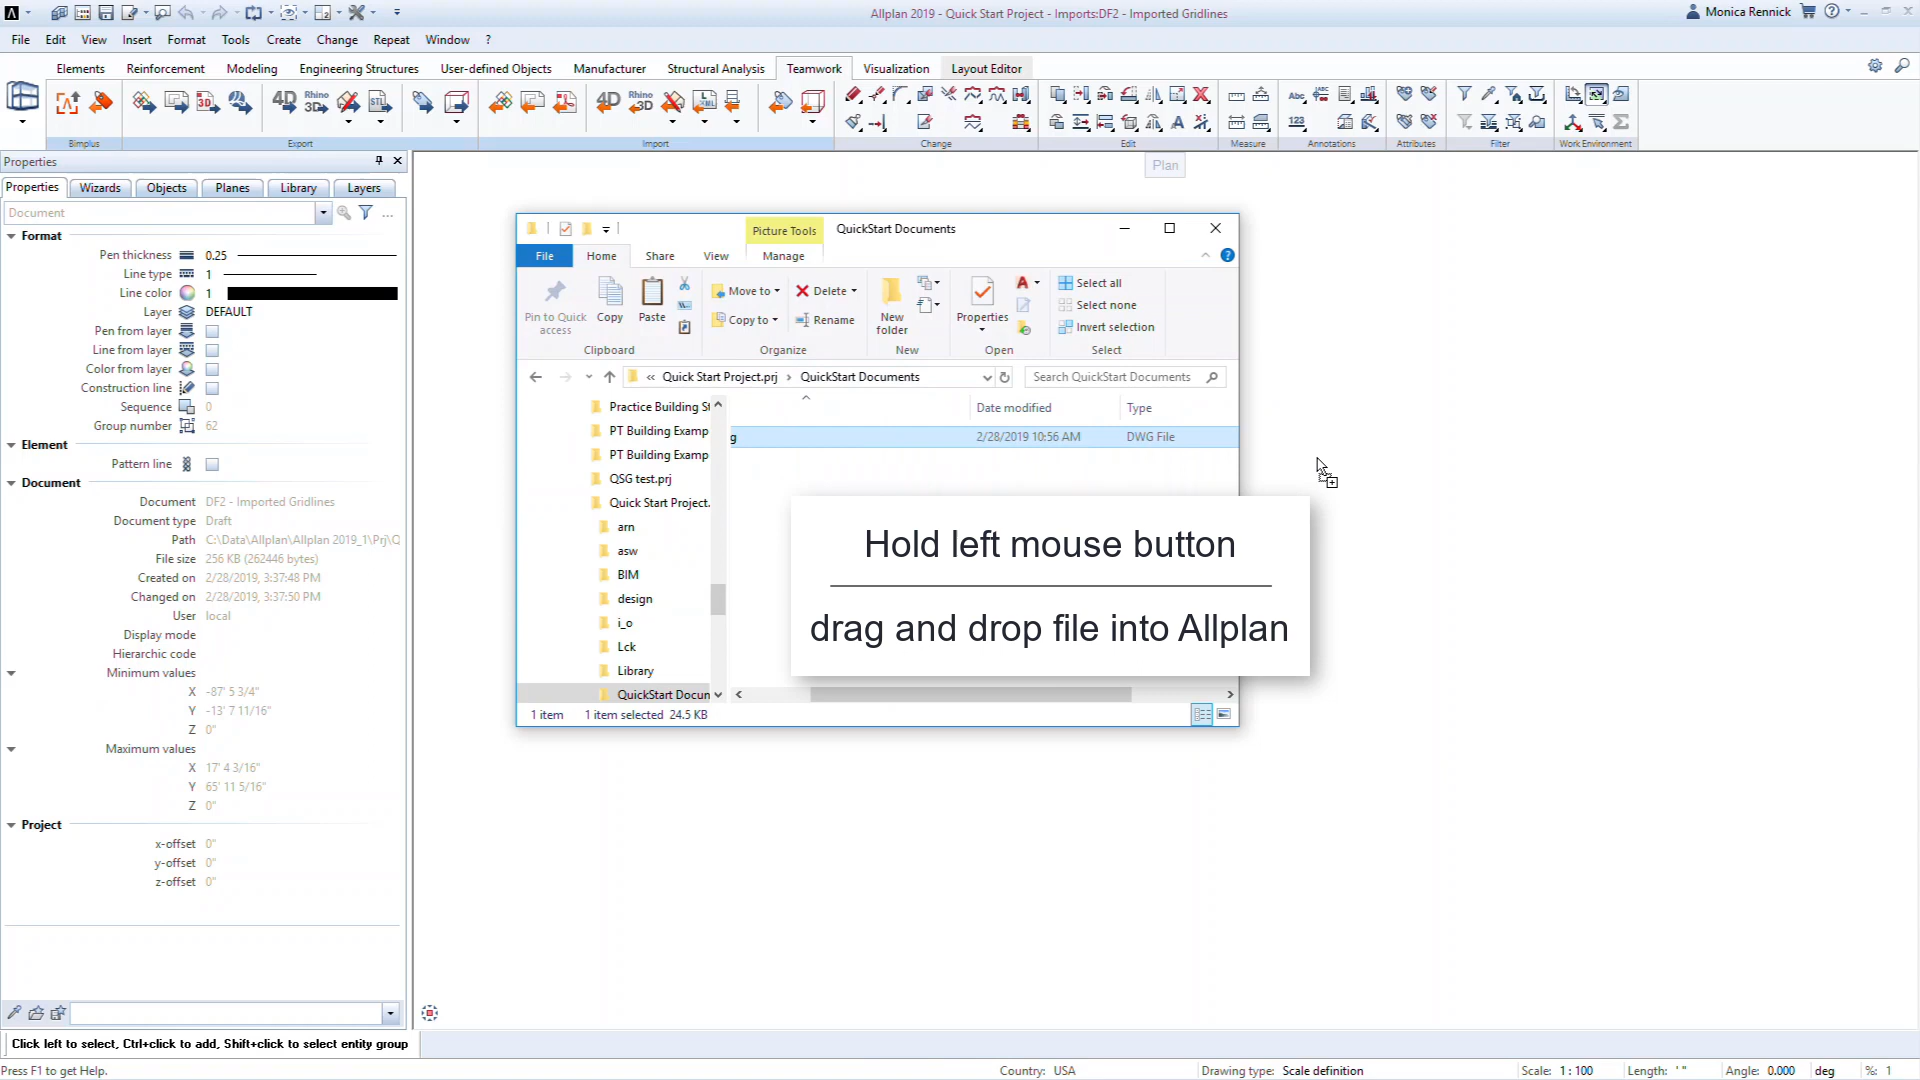 Allplan 2019 - Quick Start Project - Imports:DF2 - Imported Gridlines
Monica Rennick
File Edit View Insert Format Tools Create Change Repeat Window ?
Elements Reinforcement Modeling Engineering Structures User-defined Objects Manufacturer Structural Analysis Teamwork Visualization Layout Editor
4D Rhino 3D STL 4D Rhino 3D XML Abc ABC
123
Bimplus Export Import Change Edit Measure Annotations Attributes Filter Work Environment
Properties
Plan
Properties Wizards Objects Planes Library Layers
Document
Format
Pen thickness 0.25
Line type 1
Line color 1
Layer DEFAULT
Pen from layer
Line from layer
Color from layer
Construction line
Sequence 0
Group number 62
Element
Pattern line
Document
Document DF2 - Imported Gridlines
Document type Draft
Path C:\Data\Allplan\Allplan 2019_1\Prj\Q
File size 256 KB (262446 bytes)
Created on 2/28/2019, 3:37:48 PM
Changed on 2/28/2019, 3:37:50 PM
User local
Display mode
Hierarchic code
Minimum values
X -87' 5 3/4"
Y -13' 7 11/16"
Z 0"
Maximum values
X 17' 4 3/16"
Y 65' 11 5/16"
Z 0"
Project
x-offset 0"
y-offset 0"
z-offset 0"
Picture Tools QuickStart Documents
File Home Share View Manage
Pin to Quick access
Copy
Paste
Move to
Copy to
Delete
Rename
New folder
Properties
Select all
Select none
Invert selection
Clipboard Organize New Open Select
« Quick Start Project.prj › QuickStart Documents
Search QuickStart Documents
Date modified Type
g 2/28/2019 10:56 AM DWG File
Practice Building St
PT Building Examp
PT Building Examp
QSG test.prj
Quick Start Project.
arn
asw
BIM
design
i_o
Lck
Library
QuickStart Docun
1 item 1 item selected 24.5 KB
Hold left mouse button
drag and drop file into Allplan
Click left to select, Ctrl+click to add, Shift+click to select entity group
Press F1 to get Help.
Country: USA Drawing type: Scale definition Scale: 1 : 100 Length: ' " Angle: 0.000 deg %: 1